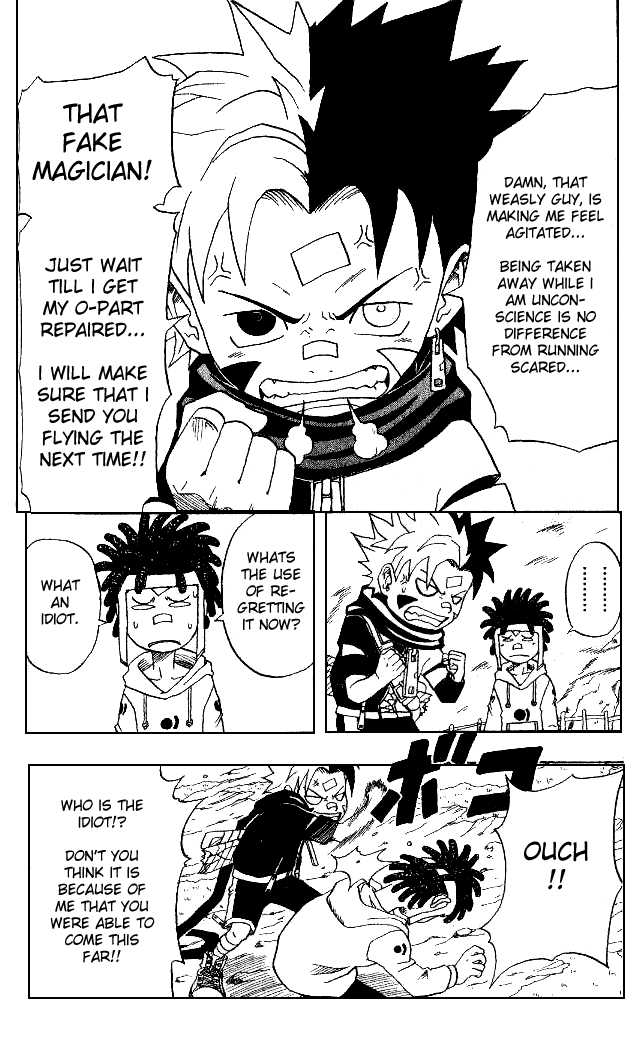 DAMN, THAT
WEASLY GUY, IS
MAKING ME FEEL
AGITATED...
BEING TAKEN
AWAY WHILE I
AM UNCON-
SCIENCE IS NO
DIFFERENCE
FROM RUNNING
SCARED...
THAT
FAKE
MAGICIAN!
JUST WAIT
TILL I GET
MY O-PART
REPAIRED...
I WILL MAKE
SURE THAT I
SEND YOU
FLYING THE
NEXT TIME!!
...............
WHATS
THE USE
OF RE-
GRETTING
IT NOW?
WHAT
AN
IDIOT.
ボコ
OUCH
!!
WHO IS THE
IDIOT!?
DON'T YOU
THINK IT IS
BECAUSE OF
ME THAT YOU
WERE ABLE TO
COME THIS
FAR!!